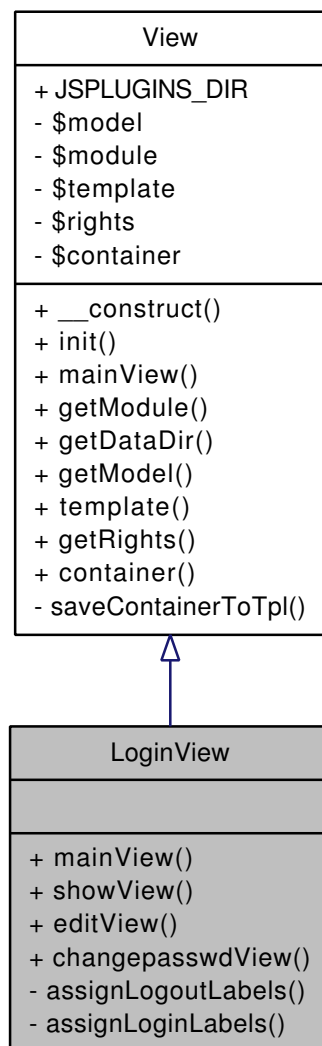 View
+ JSPLUGINS_DIR
- $model
- $module
- $template
- $rights
- $container
+ __construct()
+ init()
+ mainView()
+ getModule()
+ getDataDir()
+ getModel()
+ template()
+ getRights()
+ container()
- saveContainerToTpl()
LoginView
+ mainView()
+ showView()
+ editView()
+ changepasswdView()
- assignLogoutLabels()
- assignLoginLabels()